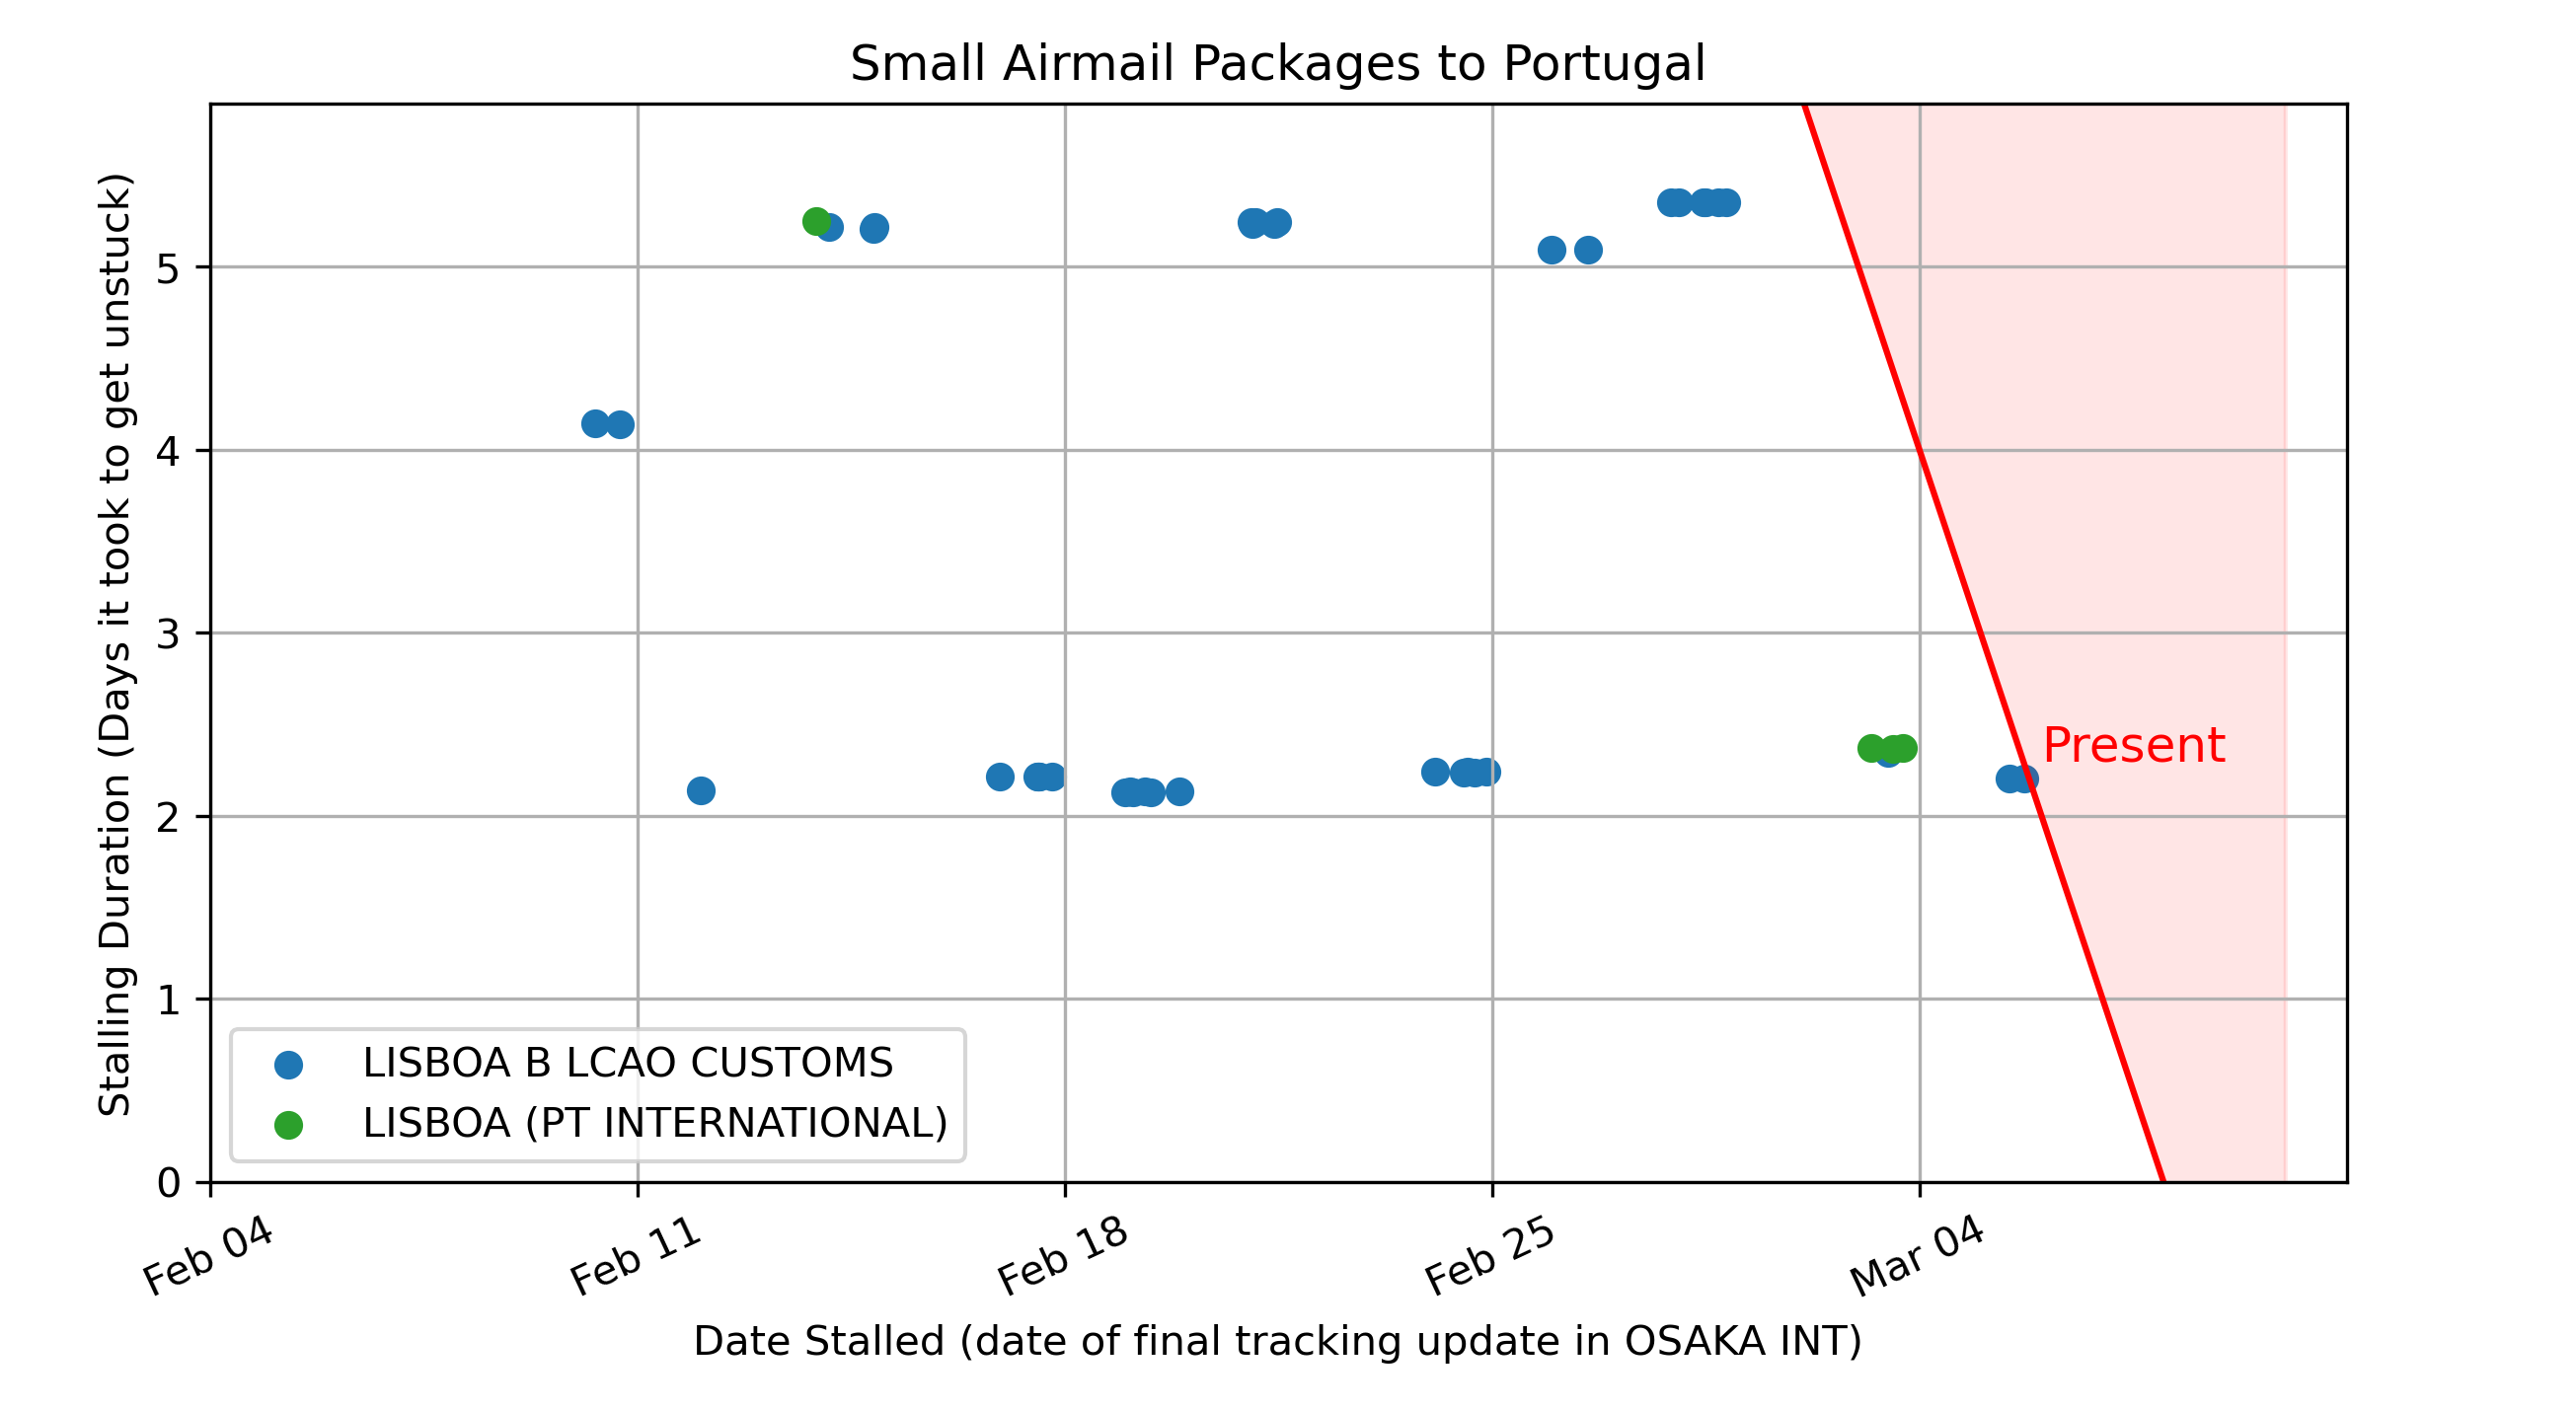 Small Airmail Packages to Portugal
Stalling Duration (Days it took to get unstuck)
5
4
3
2
1
0
Present
LISBOA B LCAO CUSTOMS
LISBOA (PT INTERNATIONAL)
Feb 04
Feb 11
Feb 18
Feb 25
Mar 04
Date Stalled (date of final tracking update in OSAKA INT)